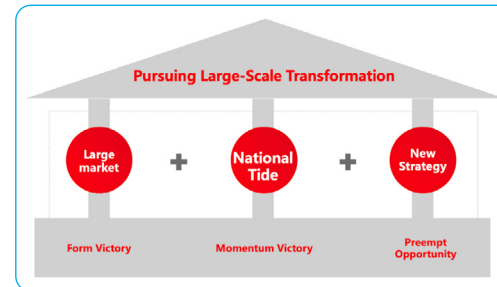 Pursuing Large-Scale Transformation
Large
market
+
National
Tide
+
New
Strategy
Form Victory
Momentum Victory
Preempt
Opportunity